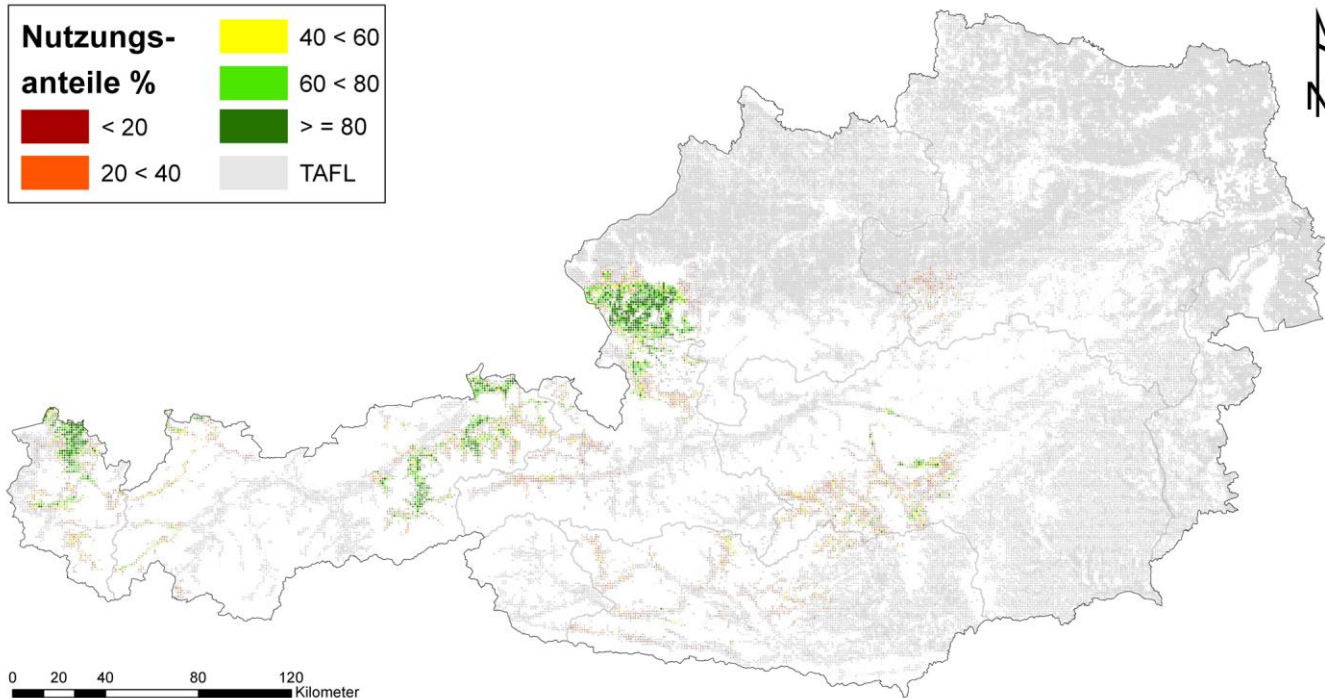 Nutzungs-
anteile %
< 20
20 < 40
40 < 60
60 < 80
> = 80
TAFL
N
0 20 40 80 120
Kilometer